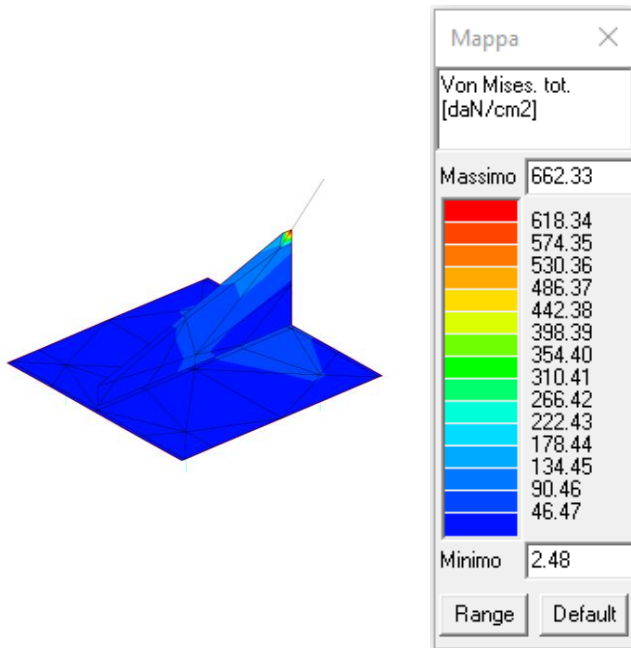 Mappa
Von Mises. tot.
[daN/cm2]
Massimo 662.33
618.34
574.35
530.36
486.37
442.38
398.39
354.40
310.41
266.42
222.43
178.44
134.45
90.46
46.47
Minimo 2.48
Range Default